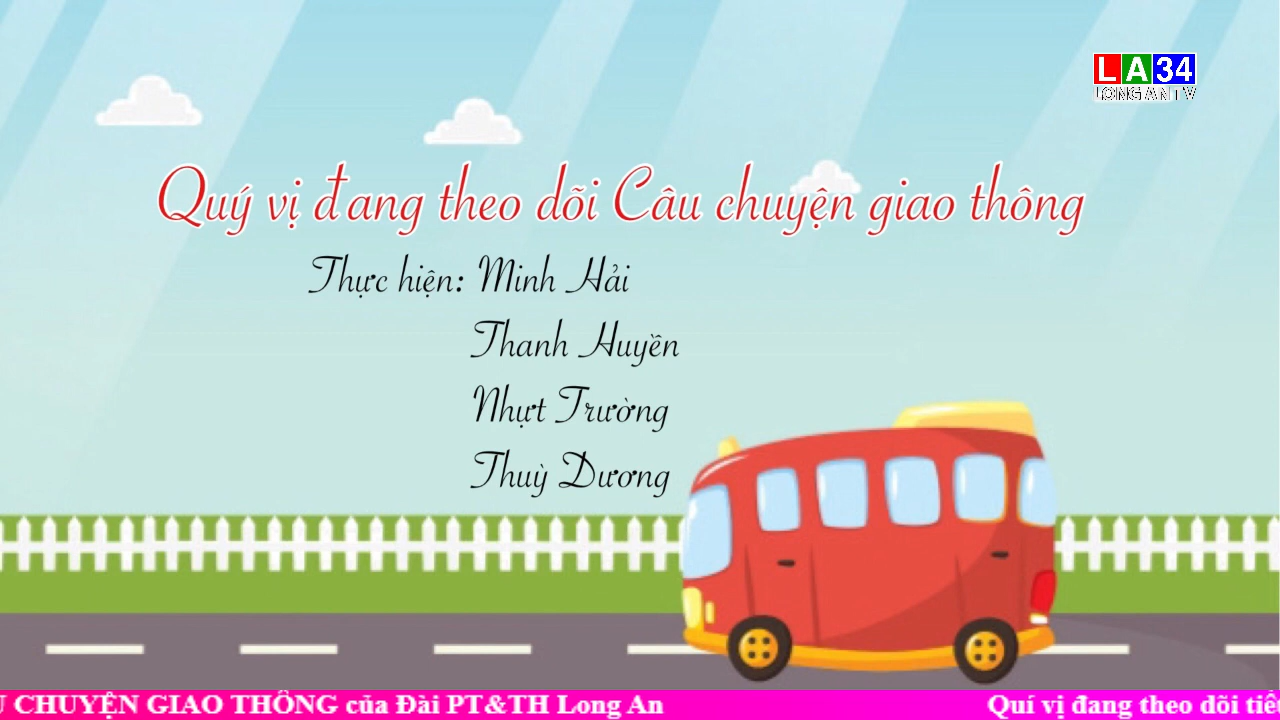 LA34
LONG AN TV
Quý vị đang theo dõi Câu chuyện giao thông
Thực hiện: Minh Hải
Thanh Huyền
Nhựt Trường
Thuỳ Dương
CHUYỆN GIAO THÔNG của Đài PT&TH Long An
Quí vị đang theo dõi